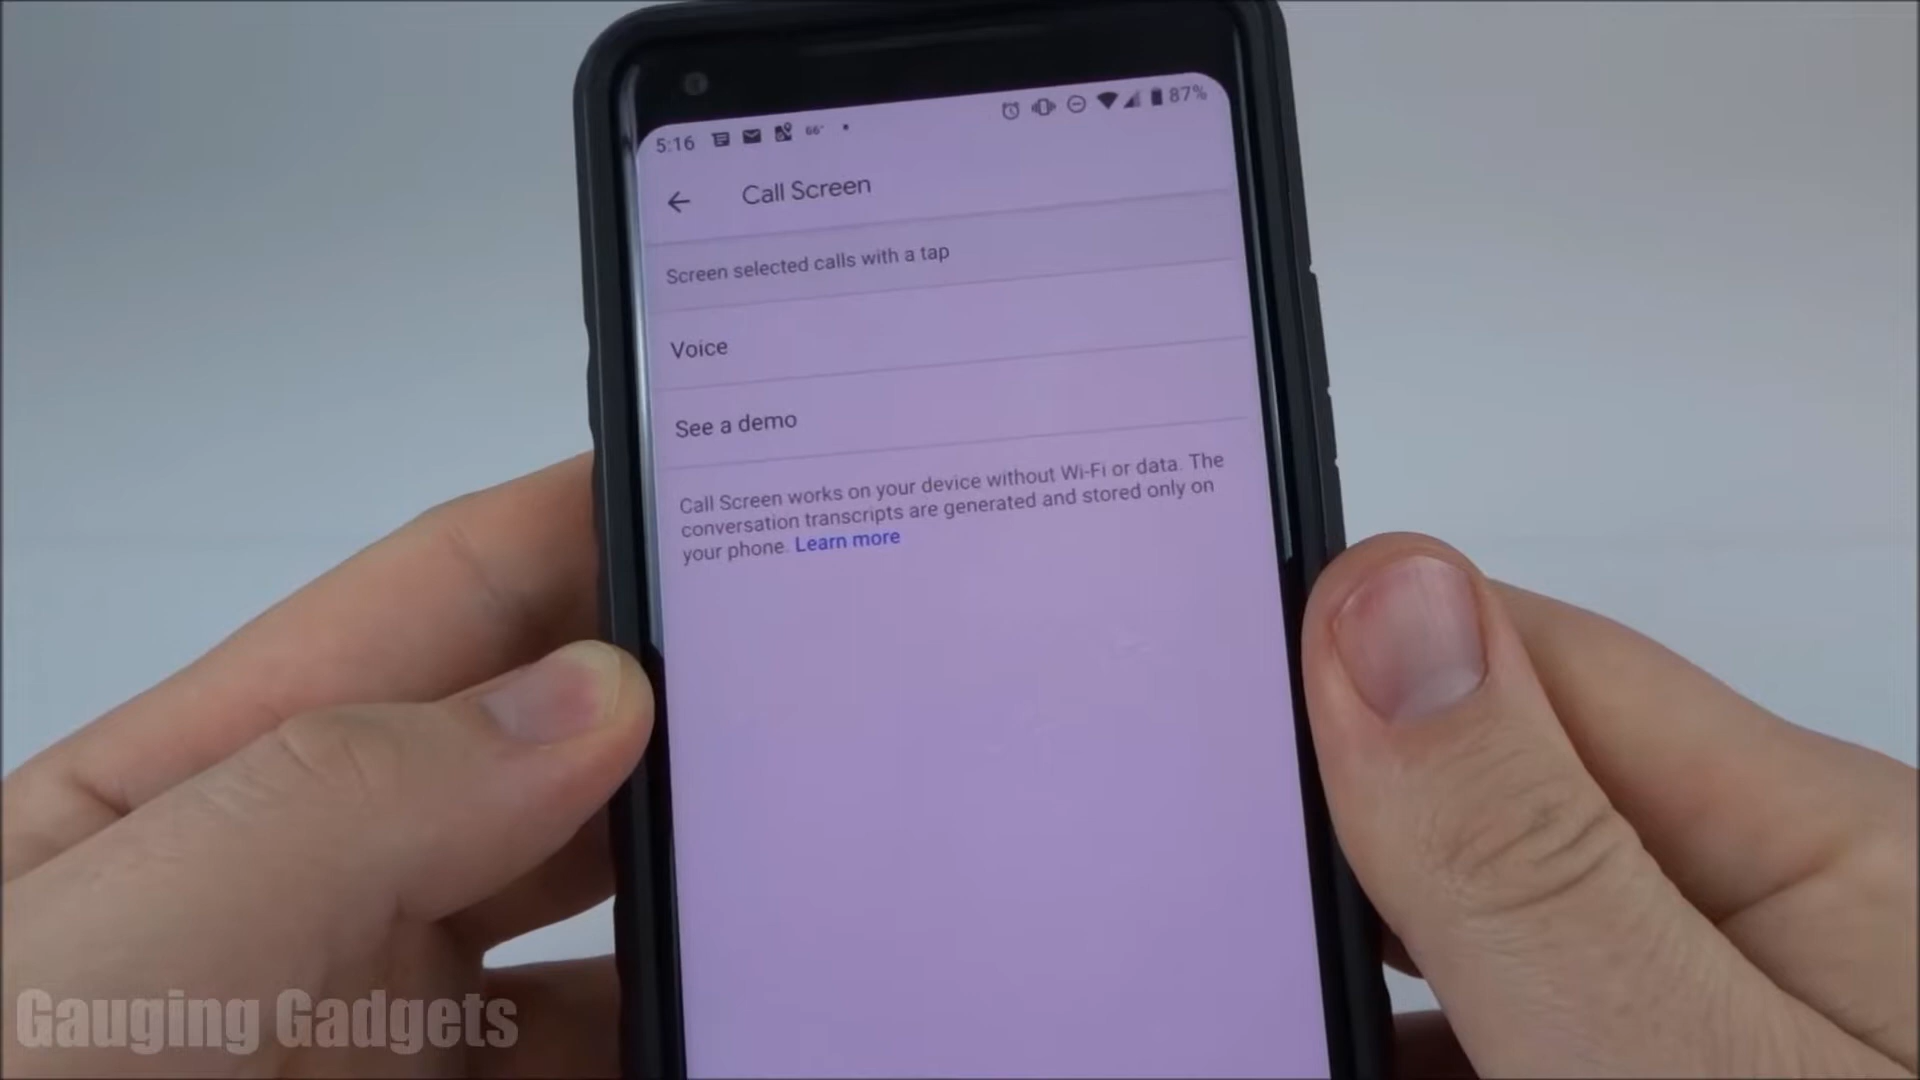 5:16 66° 87%
Call Screen
Screen selected calls with a tap
Voice
See a demo
Call Screen works on your device without Wi-Fi or data. The
conversation transcripts are generated and stored only on
your phone. Learn more
Gauging Gadgets